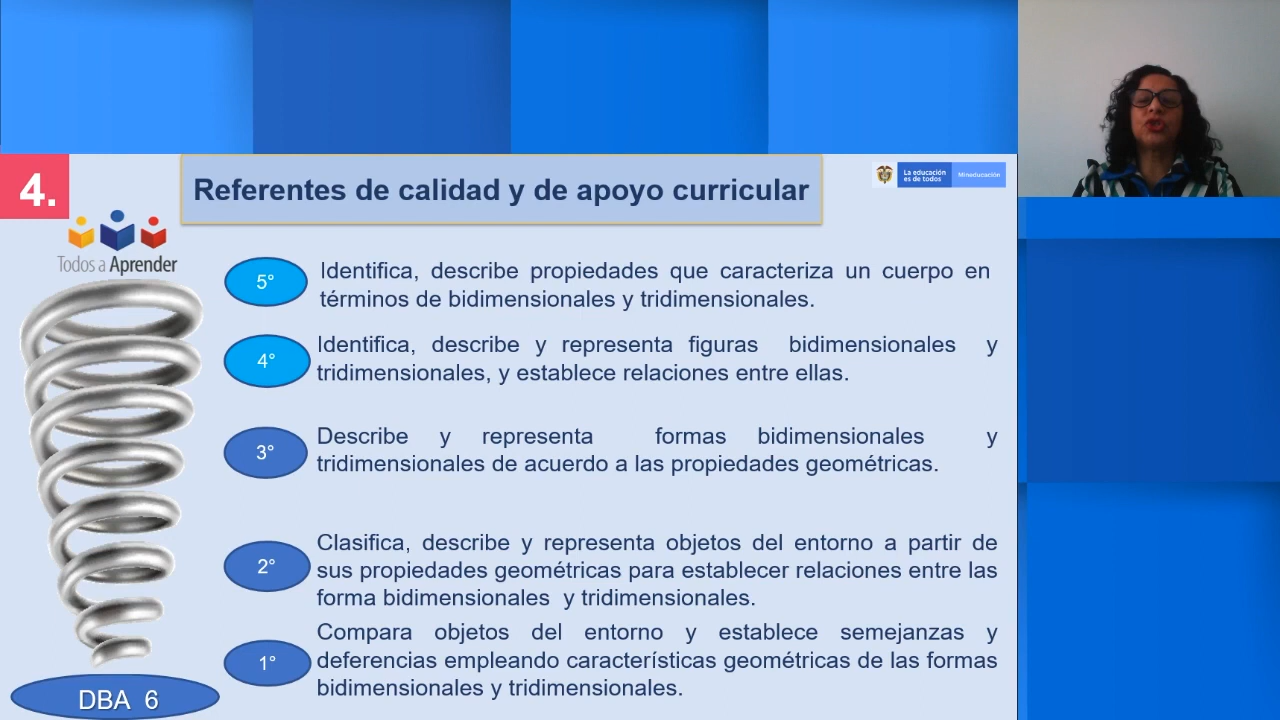 4.
Referentes de calidad y de apoyo curricular
La educación
es de todos
Mineducación
Todos a Aprender
5°
Identifica, describe propiedades que caracteriza un cuerpo en
términos de bidimensionales y tridimensionales.
4°
Identifica, describe y representa figuras bidimensionales y
tridimensionales, y establece relaciones entre ellas.
3°
Describe y representa formas bidimensionales y
tridimensionales de acuerdo a las propiedades geométricas.
2°
Clasifica, describe y representa objetos del entorno a partir de
sus propiedades geométricas para establecer relaciones entre las
forma bidimensionales y tridimensionales.
1°
Compara objetos del entorno y establece semejanzas y
deferencias empleando características geométricas de las formas
bidimensionales y tridimensionales.
DBA 6